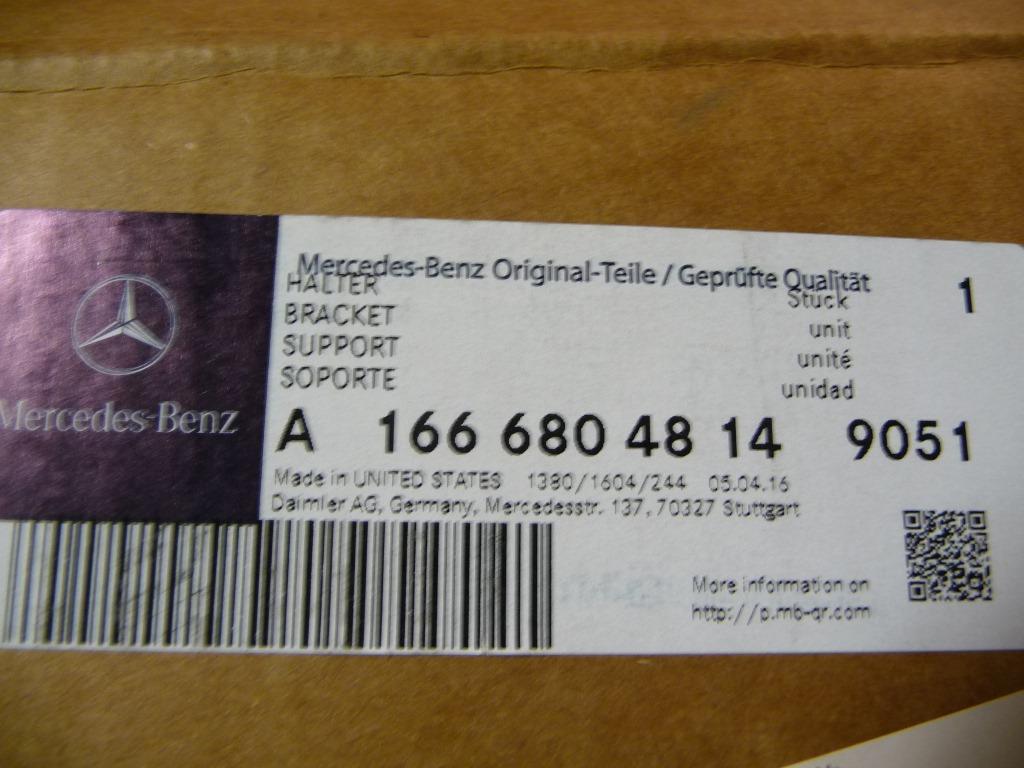 Mercedes-Benz Original-Teile / Geprüfte Qualität
HALTER Stück 1
BRACKET unit
SUPPORT unité
SOPORTE unidad
Mercedes-Benz
A 166 680 48 14 9051
Made in UNITED STATES 1380/1604/244 05.04.16
Daimler AG, Germany, Mercedesstr. 137, 70327 Stuttgart
More information on
http://p.mb-qr.com